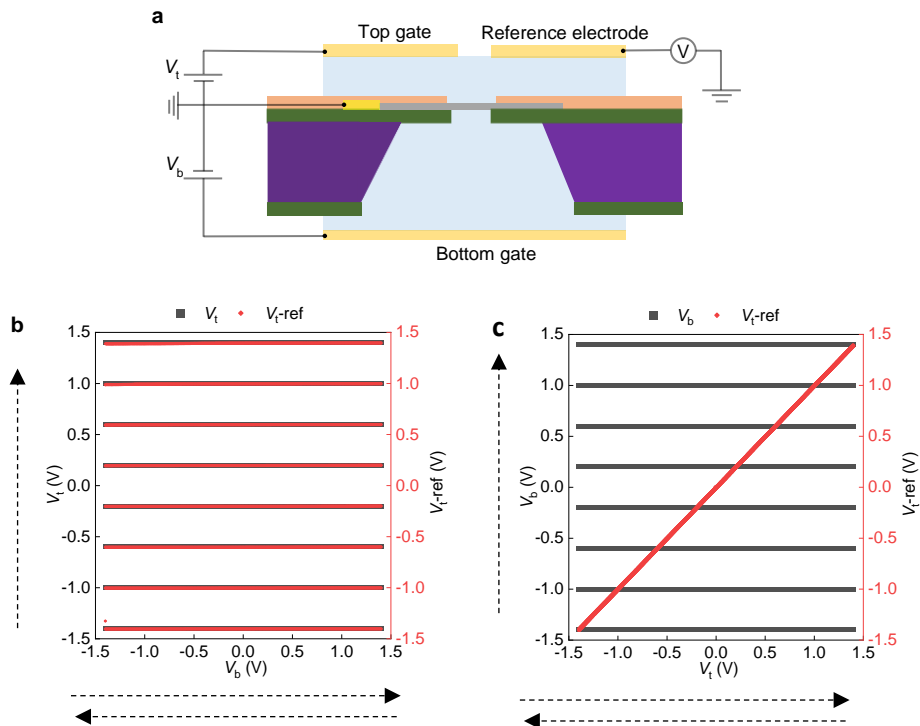 a
Top gate
Reference electrode
V
Vt
Vb
Bottom gate
b
Vt
Vt-ref
1.5
1.0
0.5
0.0
-0.5
-1.0
-1.5
Vt (V)
1.5
1.0
0.5
0.0
-0.5
-1.0
-1.5
Vt-ref (V)
-1.5 -1.0 -0.5 0.0 0.5 1.0 1.5
Vb (V)
c
Vb
Vt-ref
1.5
1.0
0.5
0.0
-0.5
-1.0
-1.5
Vb (V)
1.5
1.0
0.5
0.0
-0.5
-1.0
-1.5
Vt-ref (V)
-1.5 -1.0 -0.5 0.0 0.5 1.0 1.5
Vt (V)